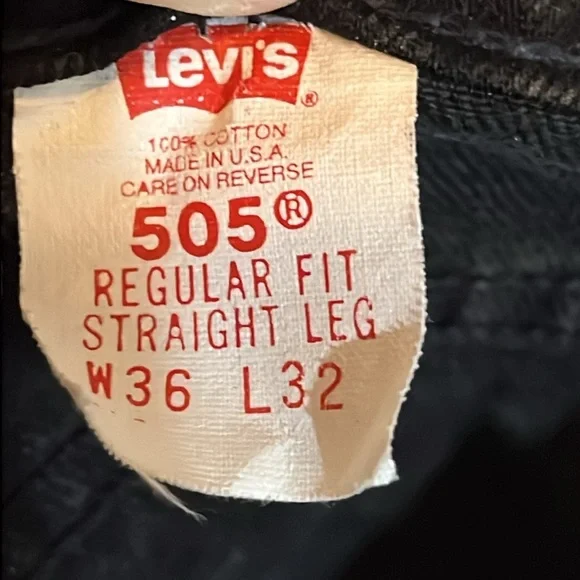 Levi's
®
100% COTTON
MADE IN U.S.A.
CARE ON REVERSE
505®
REGULAR FIT
STRAIGHT LEG
W36 L32